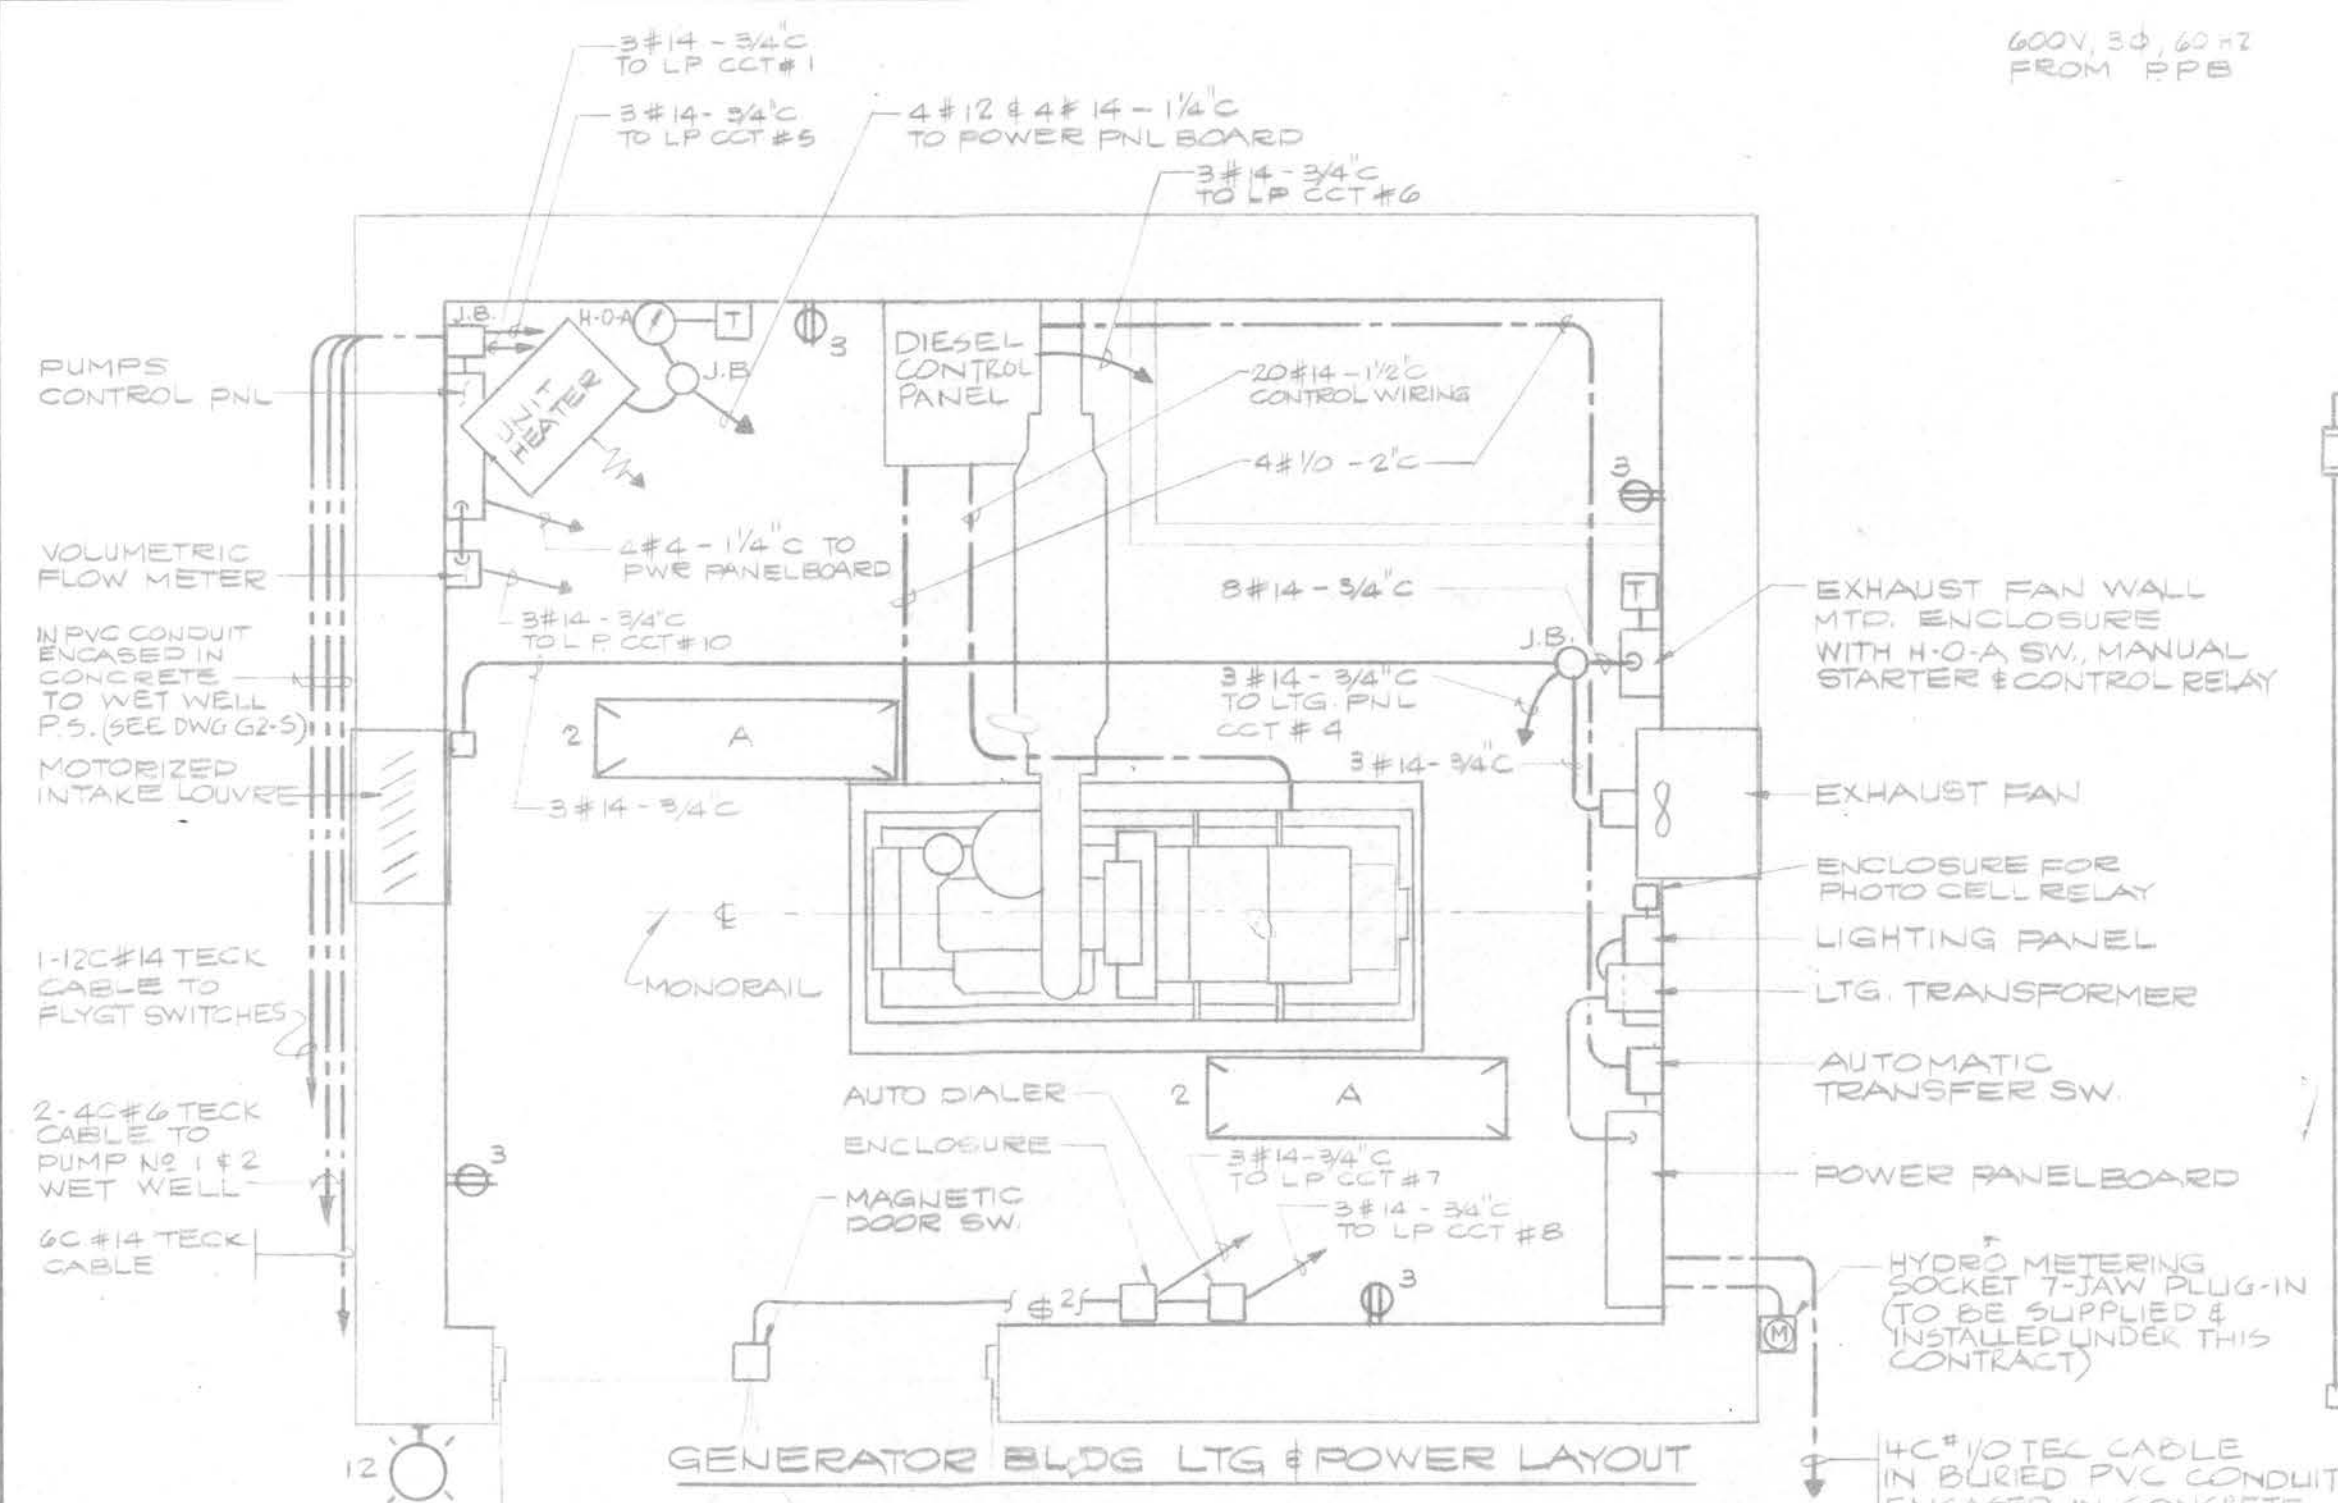 3#14 - 3/4"C
TO LP CCT# 1
3#14 - 3/4"C
TO LP CCT #5
4 #12 & 4# 14 - 1 1/4"C
TO POWER PNL BOARD
3#14 - 3/4"C
TO LP CCT #6
600V, 3Φ, 60 HZ
FROM PPB
J.B.
H-O-A
T
3
J.B
UNIT
HEATER
DIESEL
CONTROL
PANEL
20#14 - 1 1/2"C
CONTROL WIRING
4# 1/0 - 2"C
3
PUMPS
CONTROL PNL
VOLUMETRIC
FLOW METER
IN PVC CONDUIT
ENCASED IN
CONCRETE
TO WET WELL
P.S. (SEE DWG G2-S)
MOTORIZED
INTAKE LOUVRE
4#4 - 1 1/4"C TO
PWR PANELBOARD
3#14 - 3/4"C
TO L.P. CCT #10
3#14 - 3/4"C
2
A
8#14 - 3/4"C
J.B.
T
3#14 - 3/4"C
TO LTG. PNL
CCT # 4
3#14 - 3/4"C
EXHAUST FAN WALL
MTD. ENCLOSURE
WITH H-O-A SW., MANUAL
STARTER & CONTROL RELAY
EXHAUST FAN
ENCLOSURE FOR
PHOTO CELL RELAY
LIGHTING PANEL
LTG. TRANSFORMER
AUTOMATIC
TRANSFER SW.
POWER PANELBOARD
HYDRO METERING
SOCKET 7-JAW PLUG-IN
(TO BE SUPPLIED &
INSTALLED UNDER THIS
CONTRACT)
M
℄
MONORAIL
1-12C#14 TECK
CABLE TO
FLYGT SWITCHES
2-4C#6 TECK
CABLE TO
PUMP Nº 1 & 2
WET WELL
6C #14 TECK
CABLE
3
AUTO DIALER
ENCLOSURE
MAGNETIC
DOOR SW.
2
A
3#14 - 3/4"C
TO LP CCT #7
3#14 - 3/4"C
TO LP CCT #8
$ 2
3
12
GENERATOR BLDG LTG & POWER LAYOUT
4C# 1/0 TEC CABLE
IN BURIED PVC CONDUIT
ENCASED IN CONCRETE